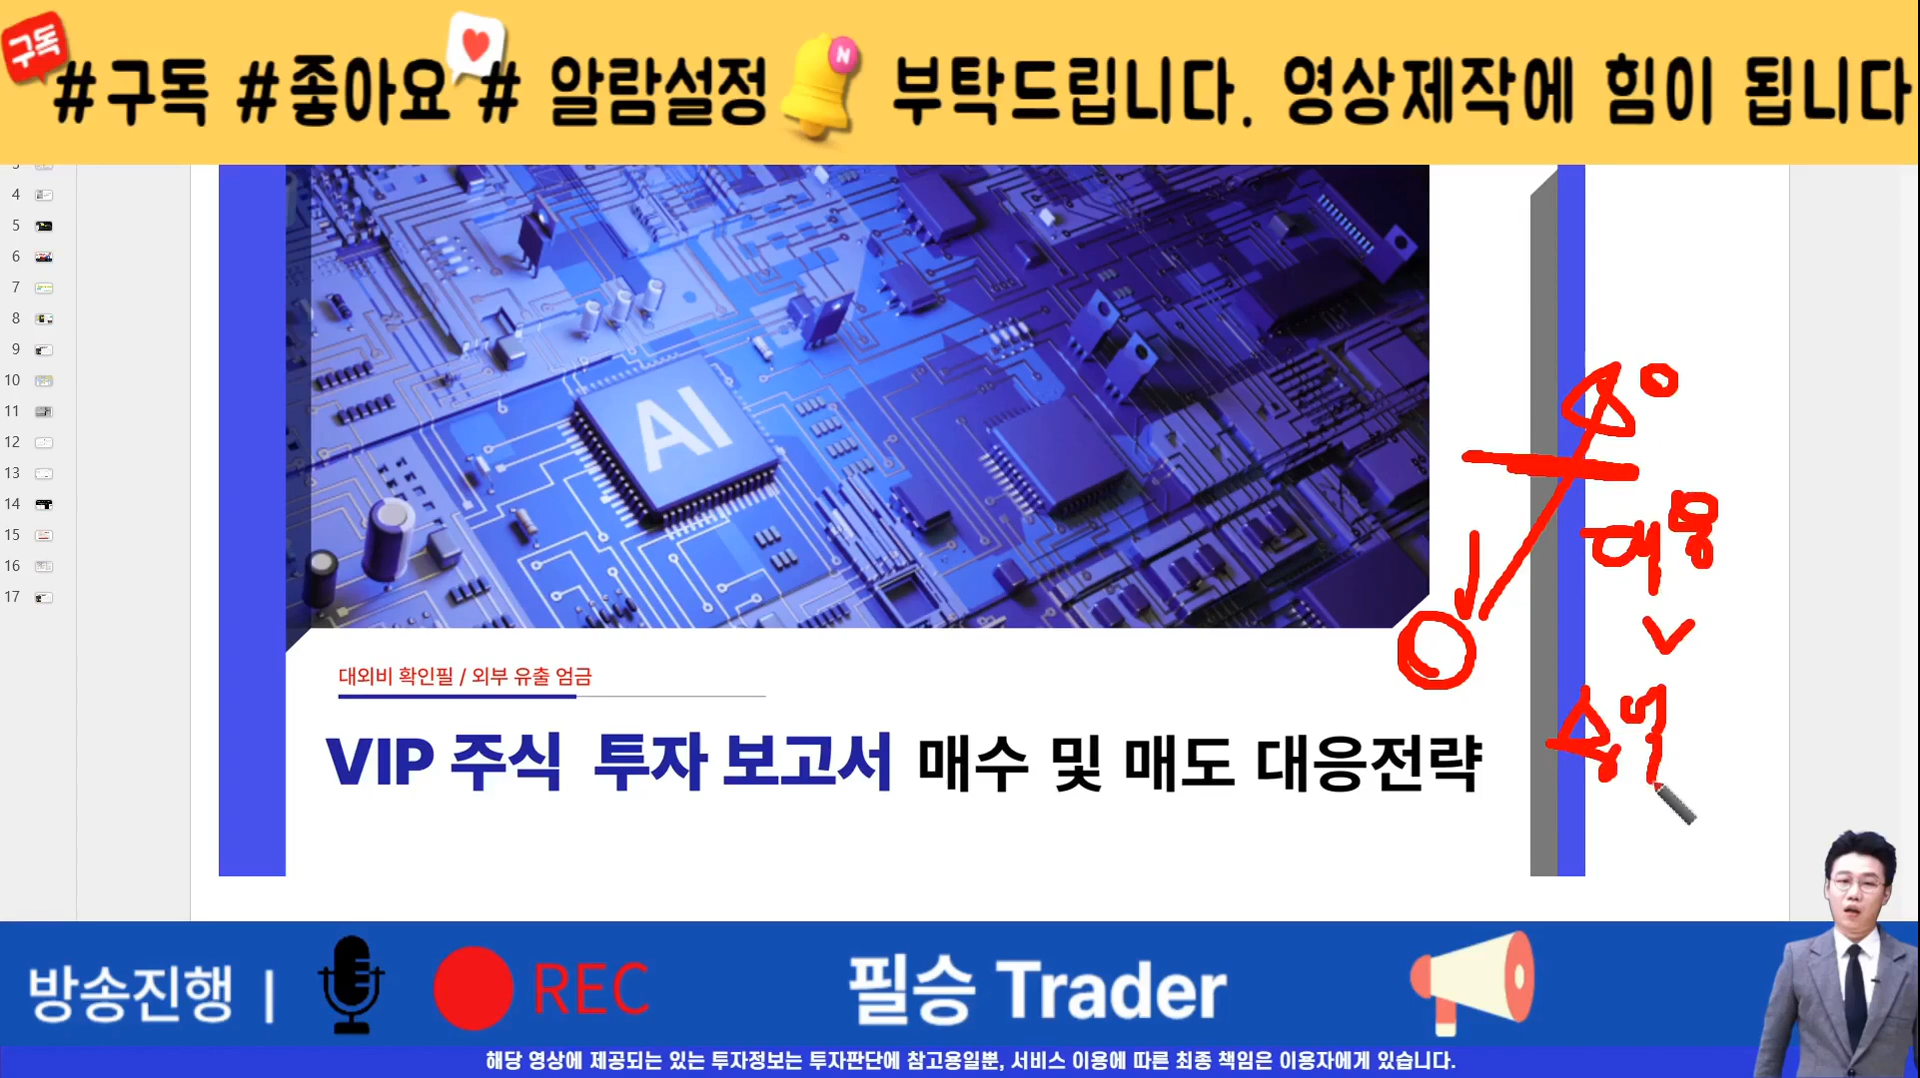 구독
#구독 #좋아요 # 알람설정 N 부탁드립니다. 영상제작에 힘이 됩니다
4
5
6
7
8
9
10
11
12
13
14
15
16
17
AI
대응
대외비 확인필 / 외부 유출 엄금
VIP 주식 투자 보고서 매수 및 매도 대응전략
방송진행 | REC 필승 Trader
해당 영상에 제공되는 있는 투자정보는 투자판단에 참고용일뿐, 서비스 이용에 따른 최종 책임은 이용자에게 있습니다.